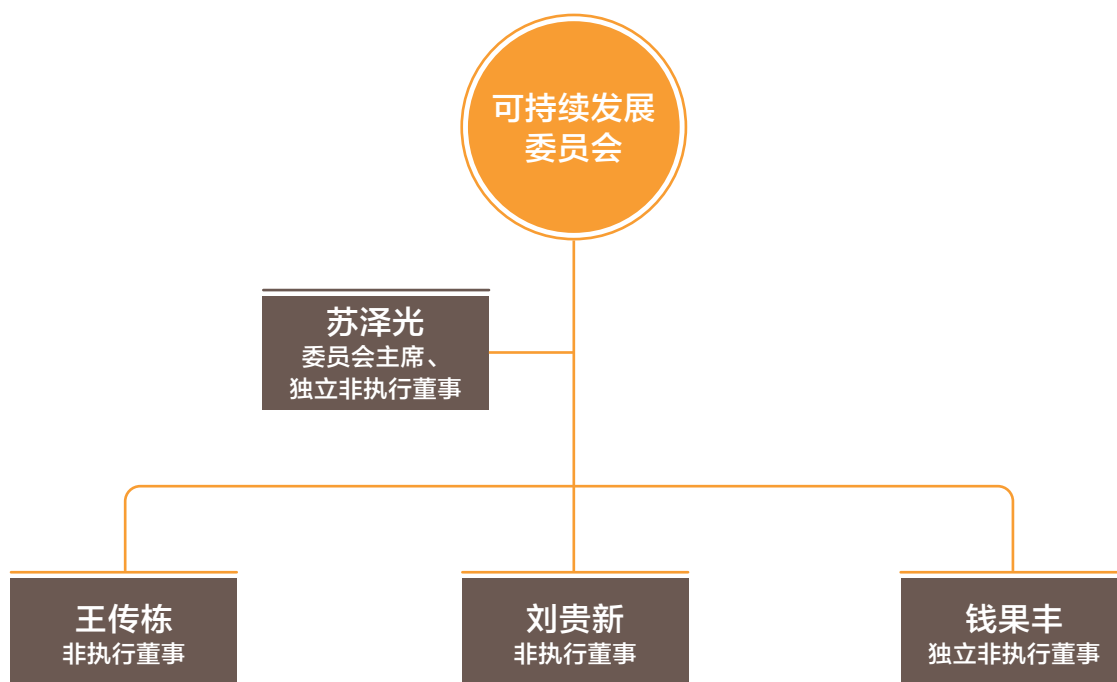 可持续发展
委员会
苏泽光
委员会主席、
独立非执行董事
王传栋
非执行董事
刘贵新
非执行董事
钱果丰
独立非执行董事